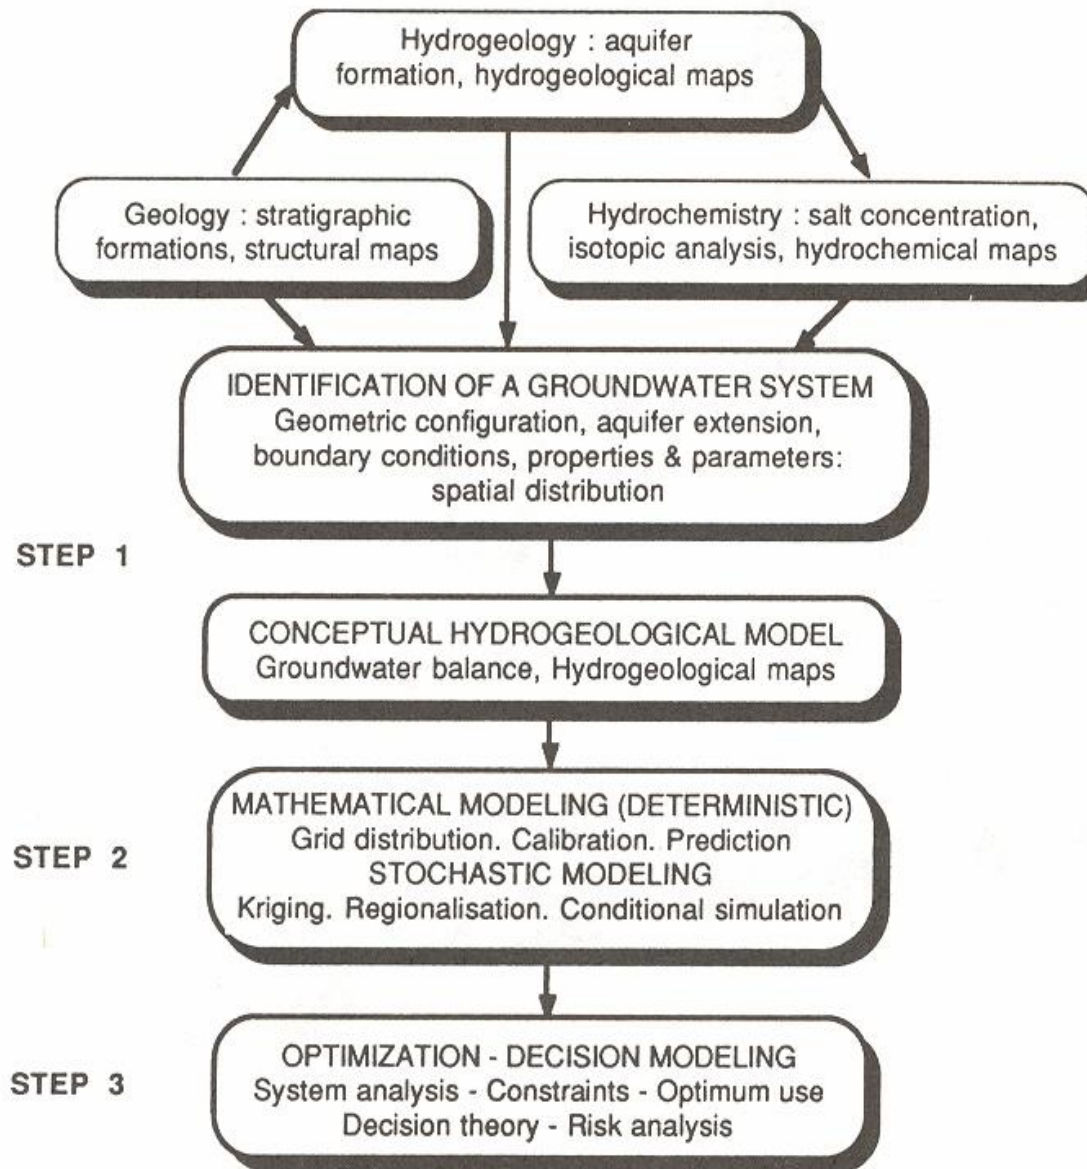 Hydrogeology : aquifer
formation, hydrogeological maps
Geology : stratigraphic
formations, structural maps
Hydrochemistry : salt concentration,
isotopic analysis, hydrochemical maps
IDENTIFICATION OF A GROUNDWATER SYSTEM
Geometric configuration, aquifer extension,
boundary conditions, properties & parameters:
spatial distribution
STEP 1
CONCEPTUAL HYDROGEOLOGICAL MODEL
Groundwater balance, Hydrogeological maps
STEP 2
MATHEMATICAL MODELING (DETERMINISTIC)
Grid distribution. Calibration. Prediction
STOCHASTIC MODELING
Kriging. Regionalisation. Conditional simulation
STEP 3
OPTIMIZATION - DECISION MODELING
System analysis - Constraints - Optimum use
Decision theory - Risk analysis